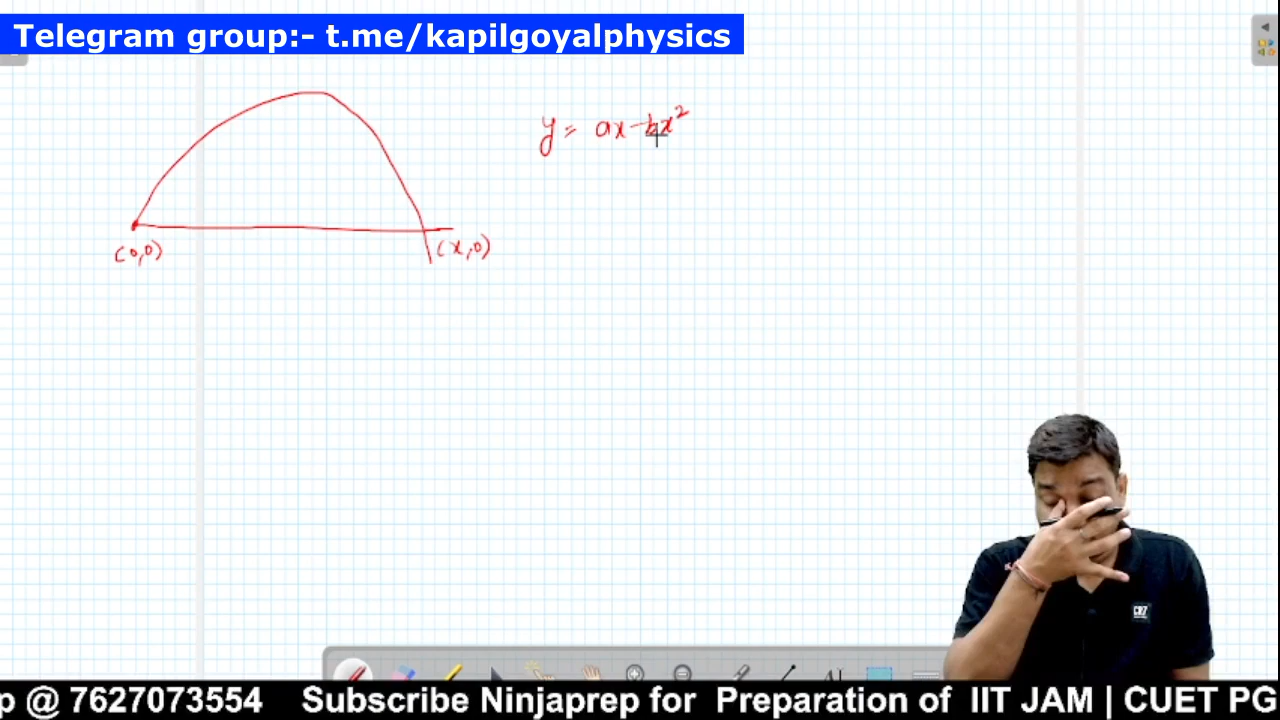 Telegram group:- t.me/kapilgoyalphysics
y = ax - bx²
(0,0)
(x,0)
p @ 7627073554 Subscribe Ninjaprep for Preparation of IIT JAM | CUET PG